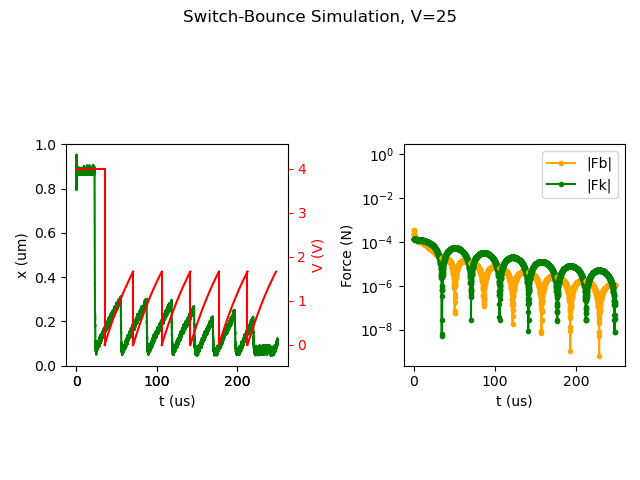 Switch-Bounce Simulation, V=25
1.0
0.8
0.6
0.4
0.2
0.0
x (um)
4
3
2
1
0
V (V)
0 0 100 200
t (us)
10⁰
10⁻²
10⁻⁴
10⁻⁶
10⁻⁸
Force (N)
|Fb|
|Fk|
0 100 200
t (us)